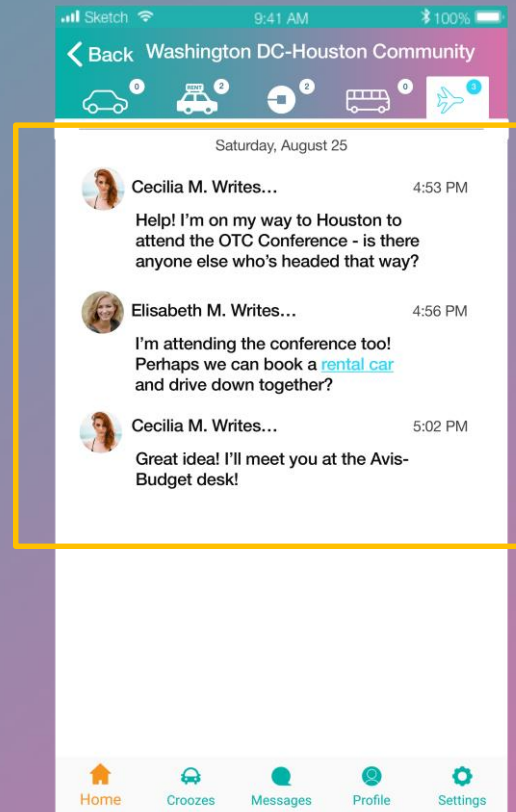 Sketch 9:41 AM 100%
Back Washington DC-Houston Community
0 RENT 2 2 0 3
Saturday, August 25
Cecilia M. Writes… 4:53 PM
Help! I'm on my way to Houston to
attend the OTC Conference - is there
anyone else who's headed that way?
Elisabeth M. Writes… 4:56 PM
I'm attending the conference too!
Perhaps we can book a rental car
and drive down together?
Cecilia M. Writes… 5:02 PM
Great idea! I'll meet you at the Avis-
Budget desk!
Home Croozes Messages Profile Settings